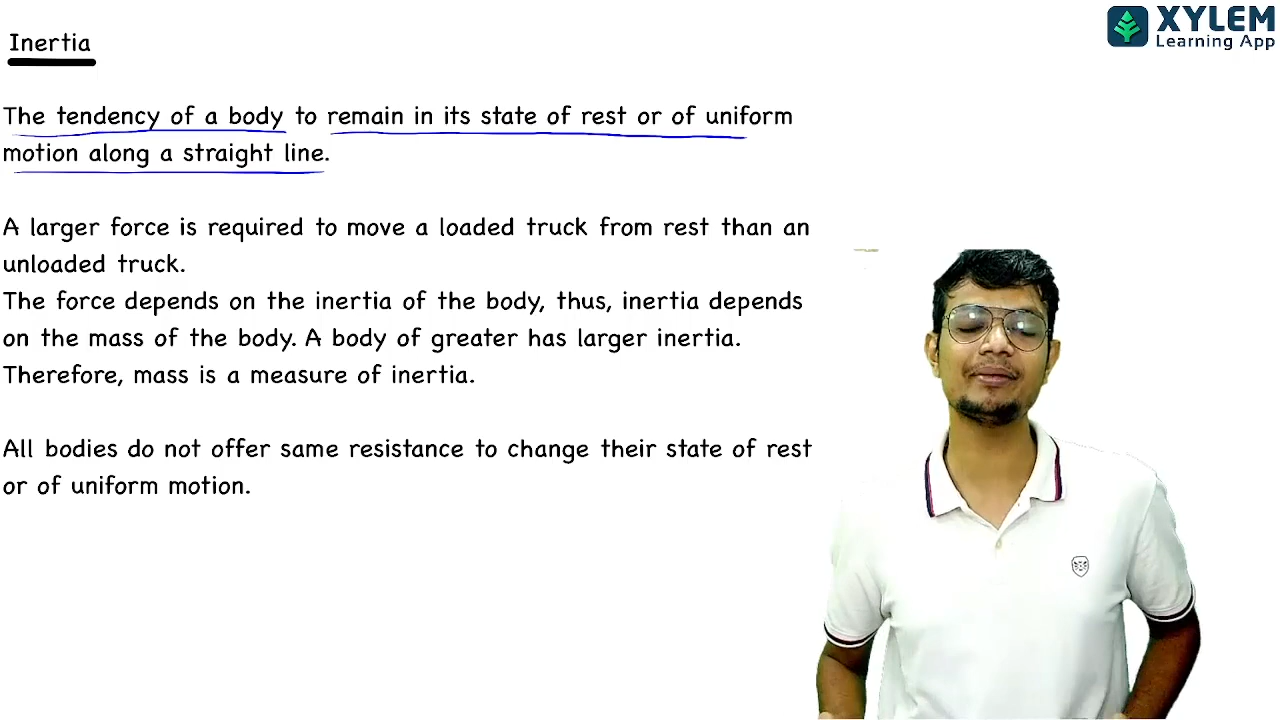 XYLEM
Learning App
Inertia
The tendency of a body to remain in its state of rest or of uniform
motion along a straight line.
A larger force is required to move a loaded truck from rest than an
unloaded truck.
The force depends on the inertia of the body, thus, inertia depends
on the mass of the body. A body of greater has larger inertia.
Therefore, mass is a measure of inertia.
All bodies do not offer same resistance to change their state of rest
or of uniform motion.